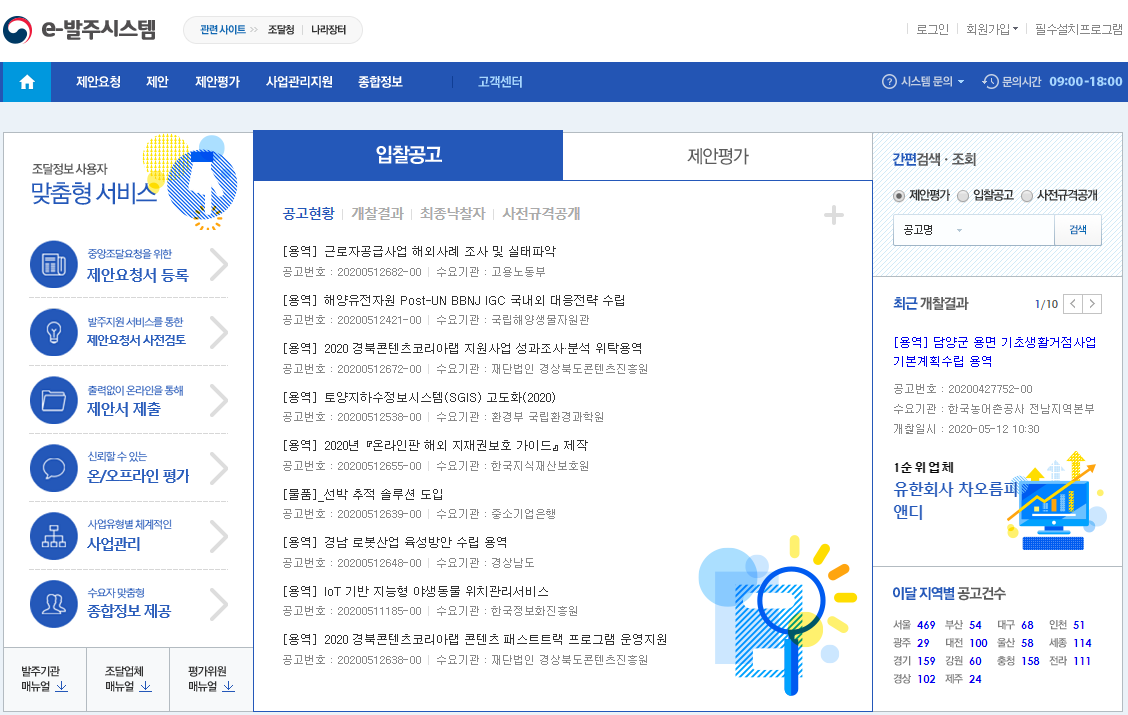 e-발주시스템
관련 사이트 >> 조달청 | 나라장터
로그인 | 회원가입 | 필수설치프로그램
제안요청 제안 제안평가 사업관리지원 종합정보 | 고객센터
시스템 문의 문의시간 09:00-18:00
조달정보 사용자
맞춤형 서비스
중앙조달요청을 위한
제안요청서 등록
발주지원 서비스를 통한
제안요청서 사전검토
출력없이 온라인을 통해
제안서 제출
신뢰할 수 있는
온/오프라인 평가
사업유형별 체계적인
사업관리
수요자 맞춤형
종합정보 제공
발주기관
매뉴얼
조달업체
매뉴얼
평가위원
매뉴얼
입찰공고
제안평가
공고현황 | 개찰결과 | 최종낙찰자 | 사전규격공개
[용역] 근로자공급사업 해외사례 조사 및 실태파악
공고번호 : 20200512682-00 | 수요기관 : 고용노동부
[용역] 해양유전자원 Post-UN BBNJ IGC 국내외 대응전략 수립
공고번호 : 20200512421-00 | 수요기관 : 국립해양생물자원관
[용역] 2020 경북콘텐츠코리아랩 지원사업 성과조사·분석 위탁용역
공고번호 : 20200512672-00 | 수요기관 : 재단법인 경상북도콘텐츠진흥원
[용역] 토양지하수정보시스템(SGIS) 고도화(2020)
공고번호 : 20200512538-00 | 수요기관 : 환경부 국립환경과학원
[용역] 2020년 『온라인판 해외 지재권보호 가이드』 제작
공고번호 : 20200512655-00 | 수요기관 : 한국지식재산보호원
[물품]_선박 추적 솔루션 도입
공고번호 : 20200512639-00 | 수요기관 : 중소기업은행
[용역] 경남 로봇산업 육성방안 수립 용역
공고번호 : 20200512648-00 | 수요기관 : 경상남도
[용역] IoT 기반 지능형 야생동물 위치관리서비스
공고번호 : 20200511185-00 | 수요기관 : 한국정보화진흥원
[용역] 2020 경북콘텐츠코리아랩 콘텐츠 패스트트랙 프로그램 운영지원
공고번호 : 20200512638-00 | 수요기관 : 재단법인 경상북도콘텐츠진흥원
간편검색 · 조회
제안평가 입찰공고 사전규격공개
공고명 검색
최근 개찰결과 1/10
[용역] 담양군 용면 기초생활거점사업
기본계획수립 용역
공고번호 : 20200427752-00
수요기관 : 한국농어촌공사 전남지역본부
개찰일시 : 2020-05-12 10:30
1순위업체
유한회사 차오름피
앤디
이달 지역별 공고건수
서울 469 부산 54 대구 68 인천 51
광주 29 대전 100 울산 58 세종 114
경기 159 강원 60 충청 158 전라 111
경상 102 제주 24